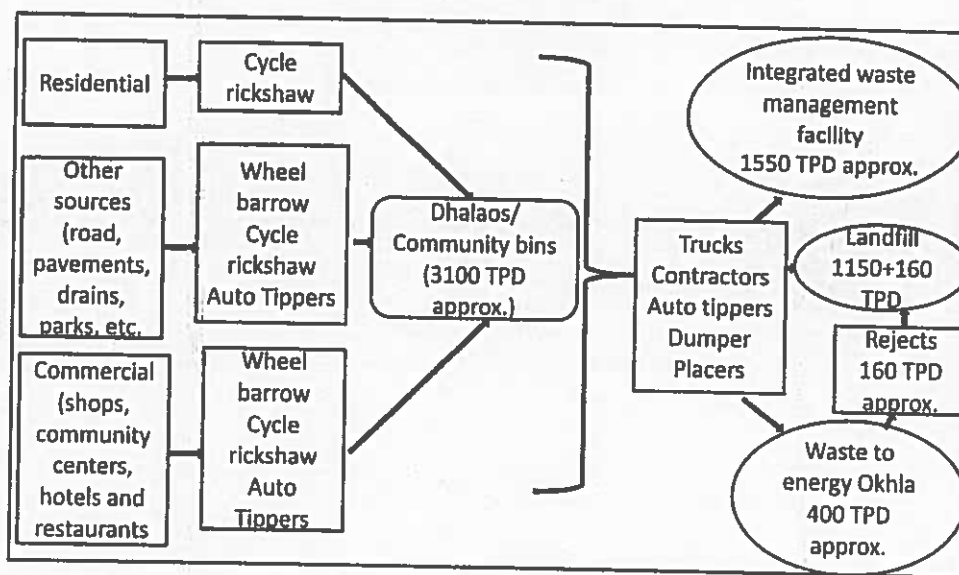 Residential
Cycle
rickshaw
Other
sources
(road,
pavements,
drains,
parks, etc.
Wheel
barrow
Cycle
rickshaw
Auto Tippers
Commercial
(shops,
community
centers,
hotels and
restaurants
Wheel
barrow
Cycle
rickshaw
Auto
Tippers
Dhalaos/
Community bins
(3100 TPD
approx.)
Trucks
Contractors
Auto tippers
Dumper
Placers
Integrated waste
management
facility
1550 TPD approx.
Landfill
1150+160
TPD
Rejects
160 TPD
approx.
Waste to
energy Okhla
400 TPD
approx.